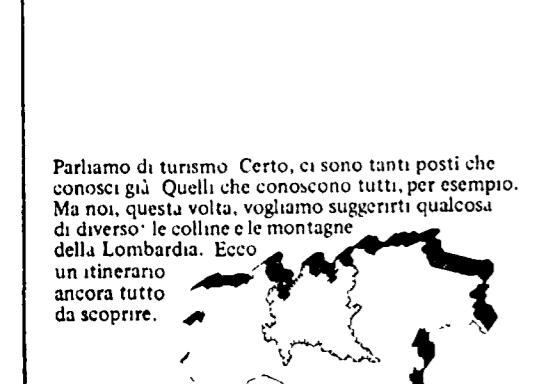 Parliamo di turismo Certo, ci sono tanti posti che
conosci già Quelli che conoscono tutti, per esempio.
Ma noi, questa volta, vogliamo suggerirti qualcosa
di diverso: le colline e le montagne
della Lombardia. Ecco
un itinerario
ancora tutto
da scoprire.